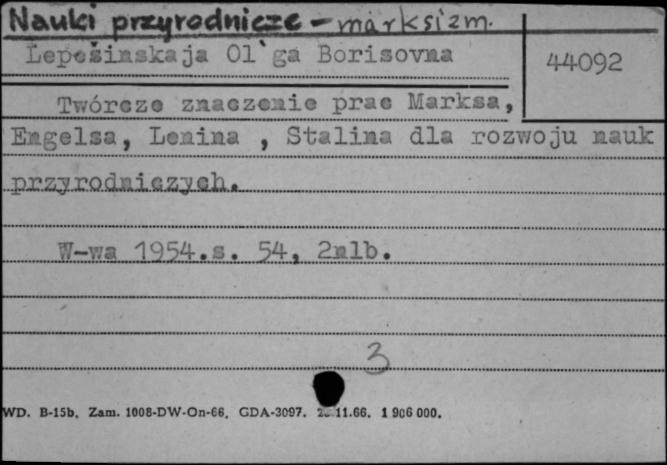 Nauki przyrodnicze - marksizm.
Lepešinskaja Ol'ga Borisovna
44092
Twórcze znaczenie prac Marksa,
Engelsa, Lenina , Stalina dla rozwoju nauk
przyrodniczych.
W-wa 1954.s. 54, 2nlb.
3
WD. B-15b. Zam. 1008-DW-On-66. GDA-3097. 11.66. 1 906 000.